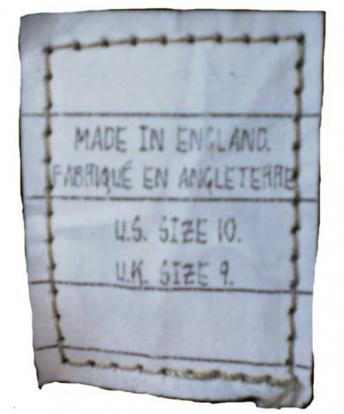 MADE IN ENGLAND.
FABRIQUÉ EN ANGLETERRE
U.S. SIZE 10.
U.K. SIZE 9.